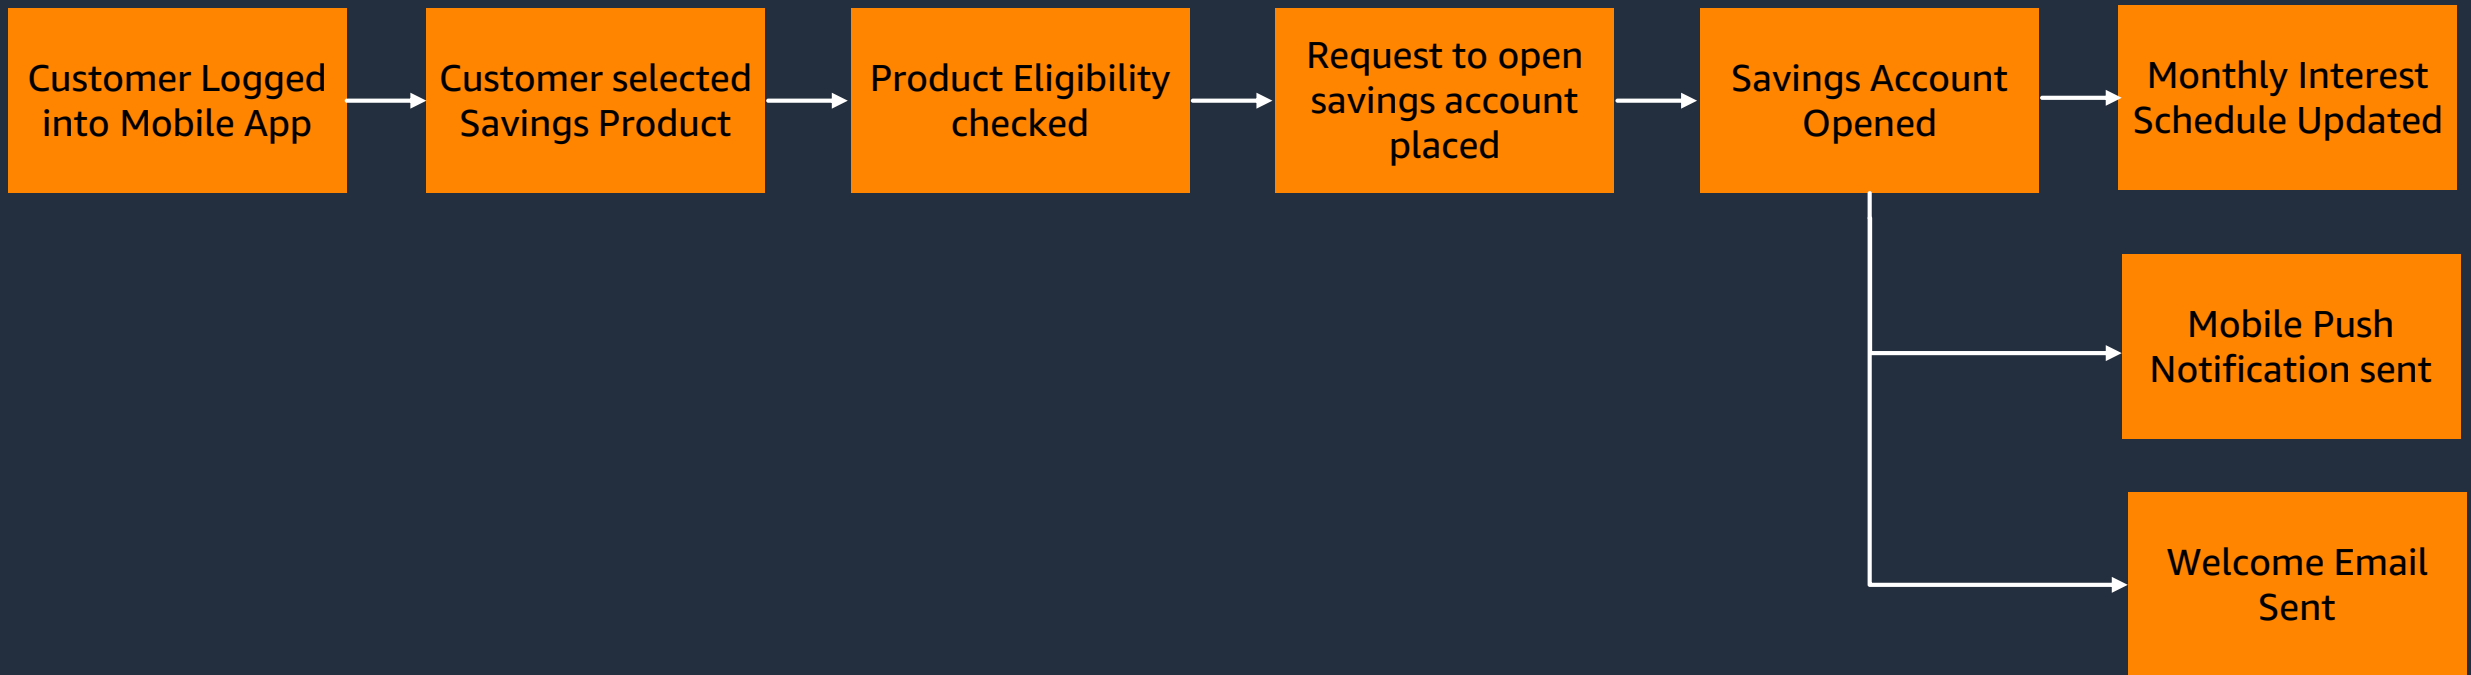 Customer Logged
into Mobile App
Customer selected
Savings Product
Product Eligibility
checked
Request to open
savings account
placed
Savings Account
Opened
Monthly Interest
Schedule Updated
Mobile Push
Notification sent
Welcome Email
Sent